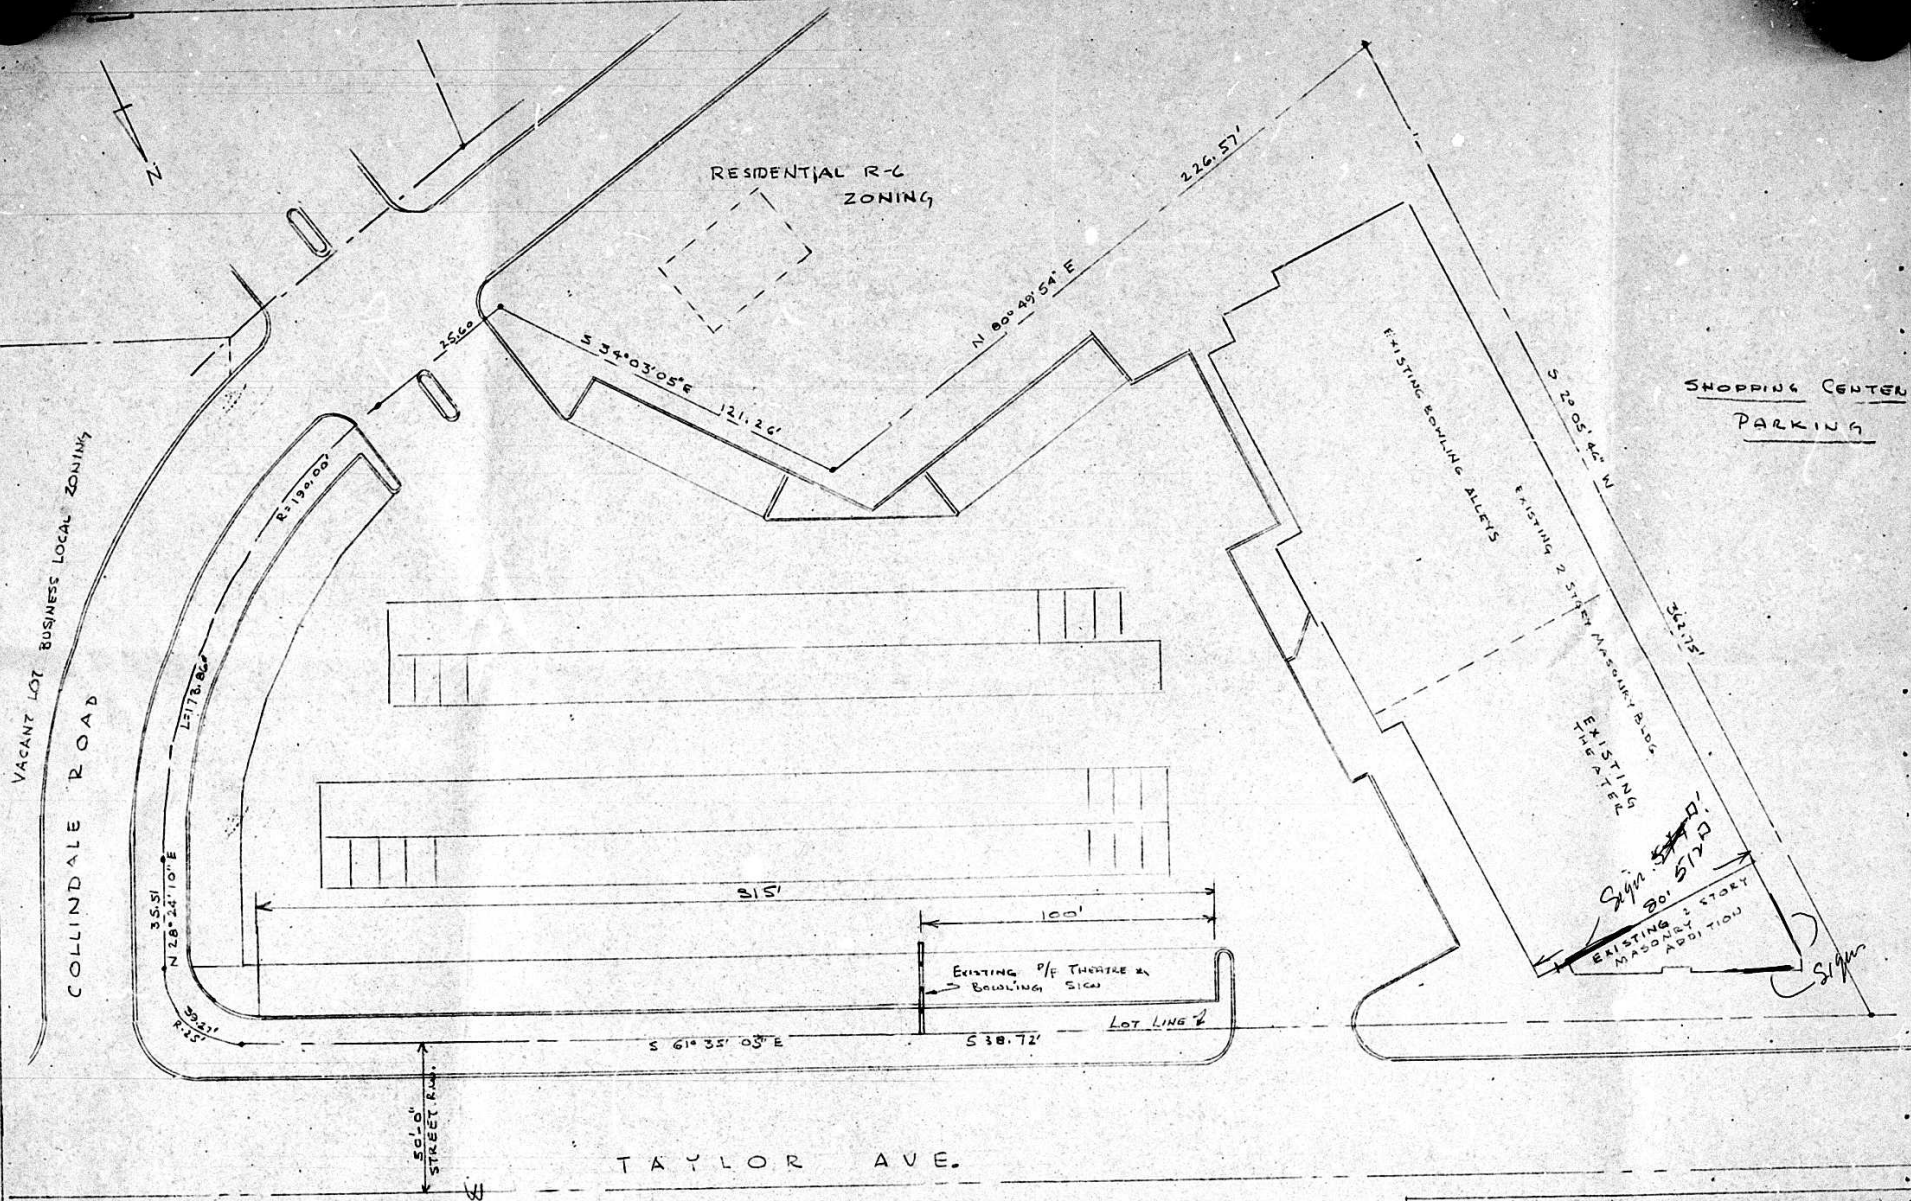 N
RESIDENTIAL R-6
ZONING
226.57'
N 80° 49' 54" E
25.60
S 34° 03' 05" E
121.26'
SHOPPING CENTER
PARKING
S 2° 05' 46" W
362.75'
EXISTING BOWLING ALLEYS
EXISTING 2 STORY MASONRY BLDG
EXISTING
THEATER
VACANT LOT BUSINESS LOCAL ZONING
COLLINDALE ROAD
R=190.00'
L=173.86
35.51
N 28° 24' 10" E
39.27'
R=25'
315'
100'
EXISTING D/F THEATRE &
BOWLING SIGN
LOT LINE
S 61° 35' 03" E
538.72'
50'-0"
STREET R.W.
TAYLOR AVE.
Sign
512
80'
EXISTING 2 STORY
MASONRY
ADDITION
Sign